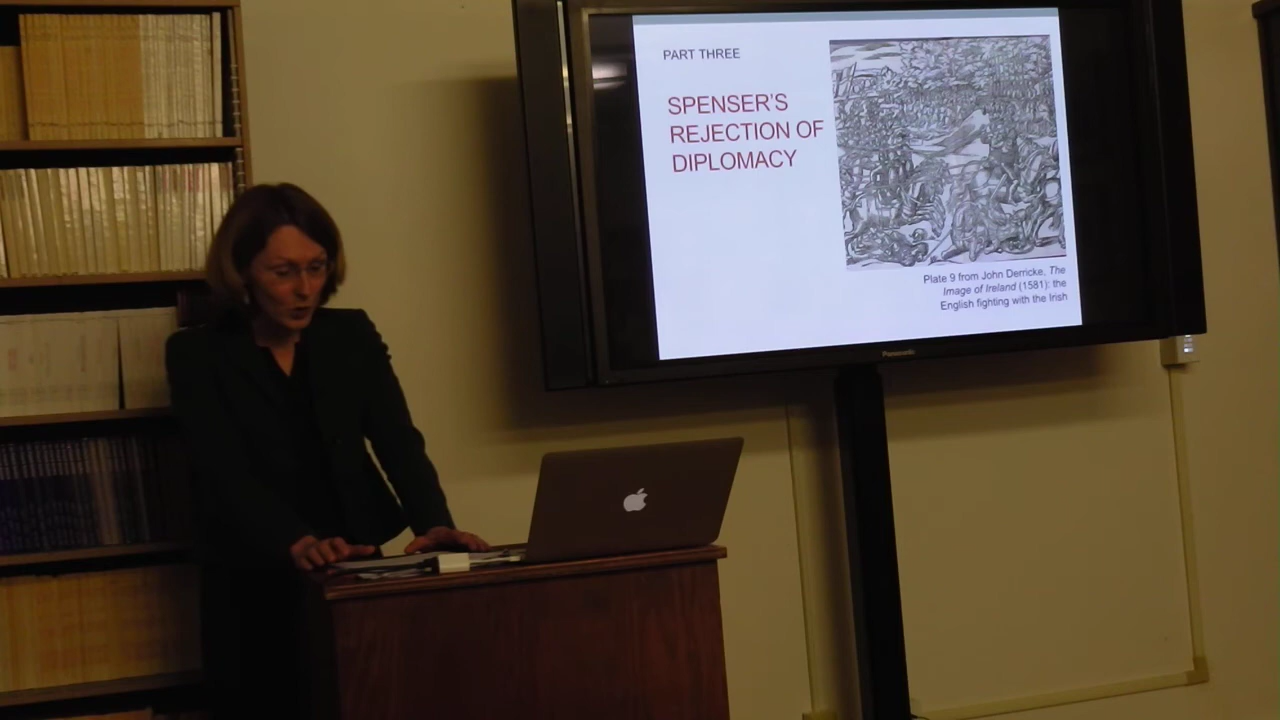 PART THREE
SPENSER'S
REJECTION OF
DIPLOMACY
Plate 9 from John Derricke, The
Image of Ireland (1581): the
English fighting with the Irish
Panasonic